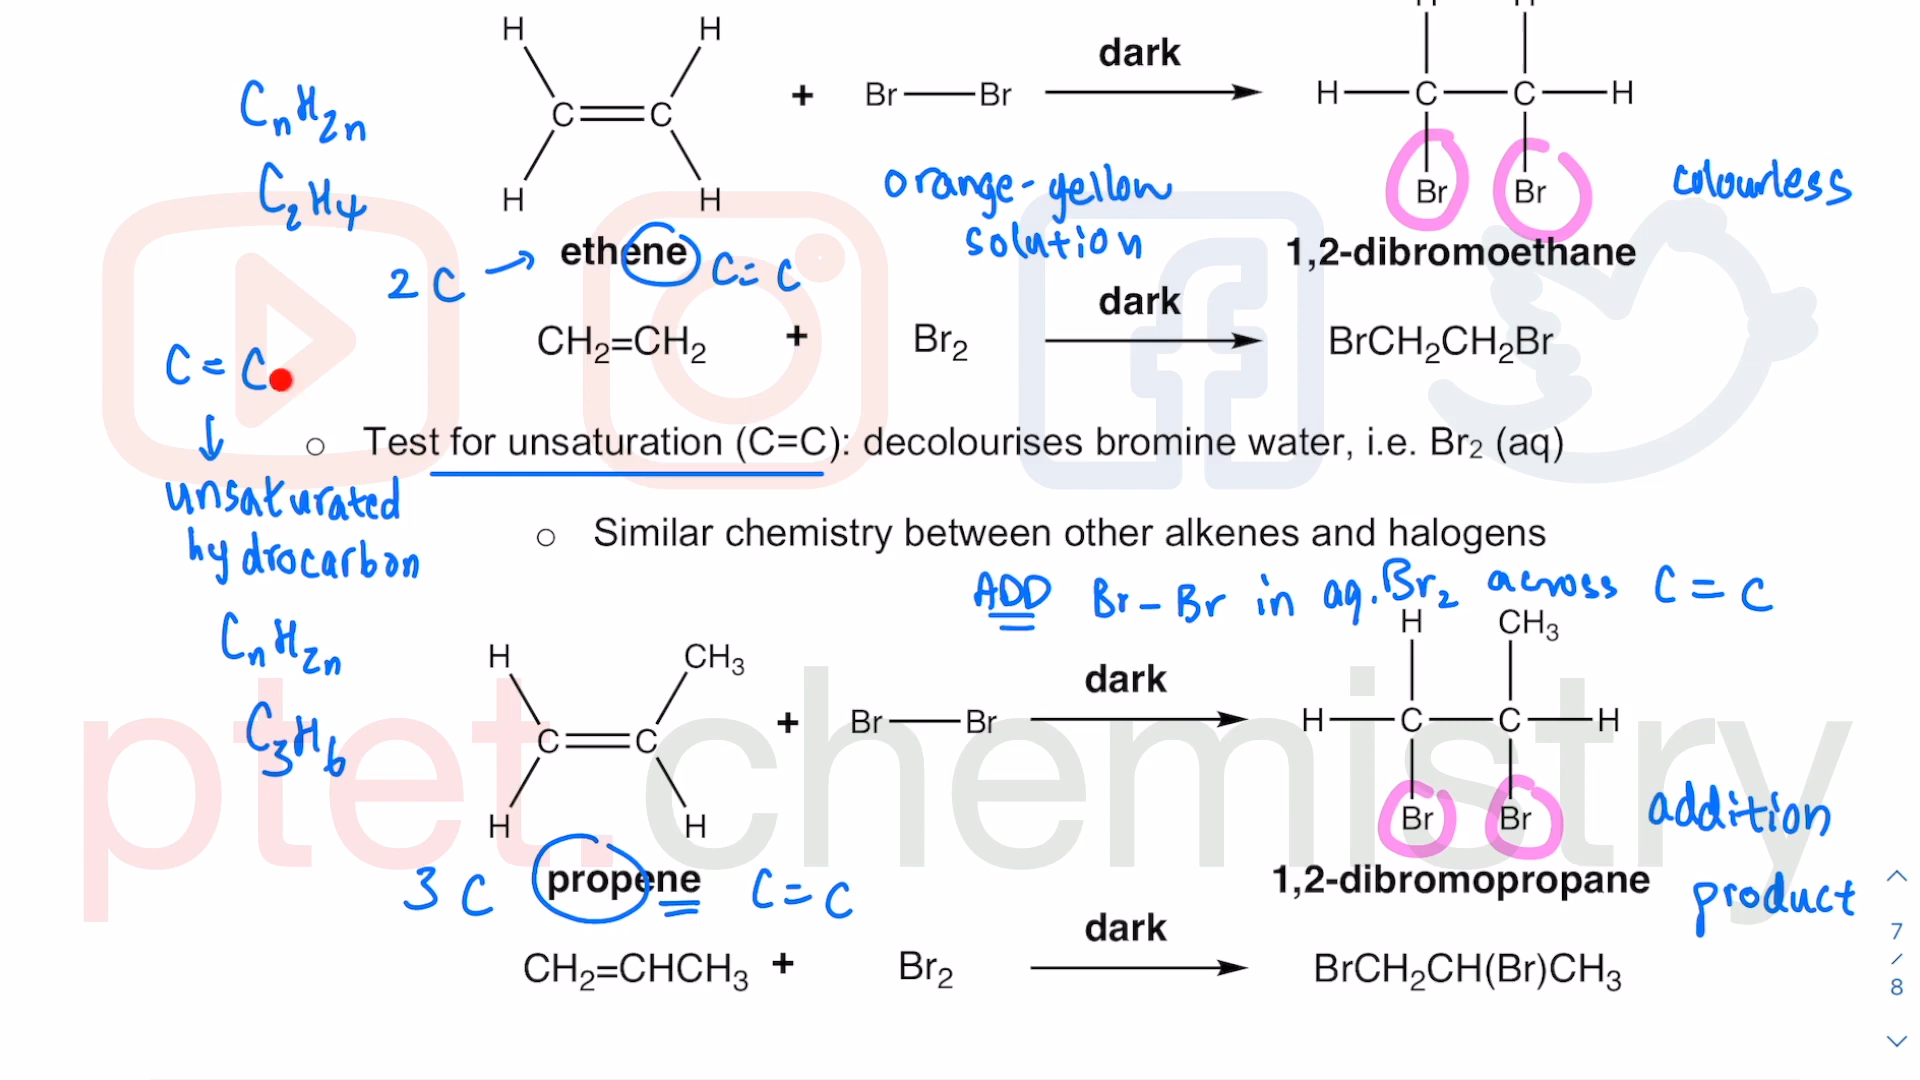 H H H H
dark
CnH2n
C=C + Br—Br → H—C—C—H
C2H4
H H
orange-yellow
solution
Br Br
colourless
2 C → ethene C=C
1,2-dibromoethane
dark
CH2=CH2 + Br2 → BrCH2CH2Br
C=C
↓
○ Test for unsaturation (C=C): decolourises bromine water, i.e. Br2 (aq)
unsaturated
hydrocarbon
○ Similar chemistry between other alkenes and halogens
ADD Br-Br in aq. Br2 across C=C
CnH2n
H CH3 H CH3
dark
C3H6
C=C + Br—Br → H—C—C—H
H H
Br Br
addition
product
3 C propene C=C
1,2-dibromopropane
dark
CH2=CHCH3 + Br2 → BrCH2CH(Br)CH3
ptet.chemistry
7
/
8